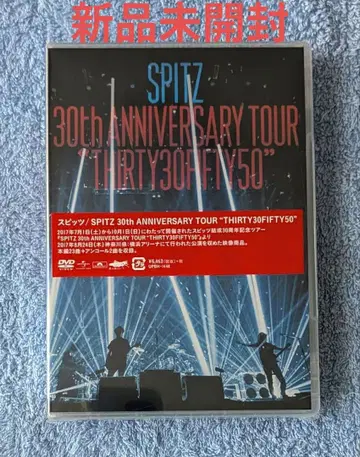 新品未開封
SPITZ
30th ANNIVERSARY TOUR
"THIRTY30FIFTY50"
スピッツ/SPITZ 30th ANNIVERSARY TOUR "THIRTY30FIFTY50"
2017年7月1日(土)から10月1日(日)にわたって開催されたスピッツ結成30周年記念ツアー
"SPITZ 30th ANNIVERSARY TOUR "THIRTY30FIFTY50"より
2017年8月24日(木)神奈川県:横浜アリーナにて行われた公演を収めた映像商品。
本編23曲+アンコール2曲を収録。
DVD